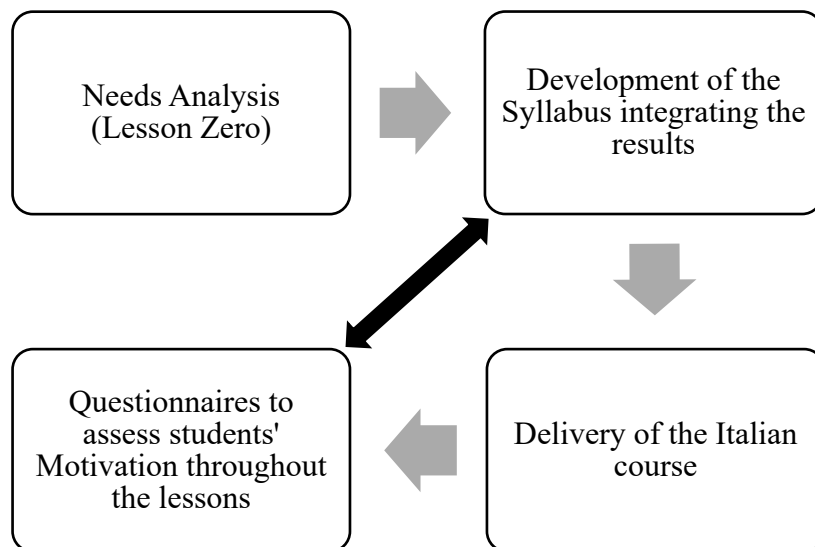 Needs Analysis
(Lesson Zero)
Development of the
Syllabus integrating the
results
Questionnaires to
assess students'
Motivation throughout
the lessons
Delivery of the Italian
course